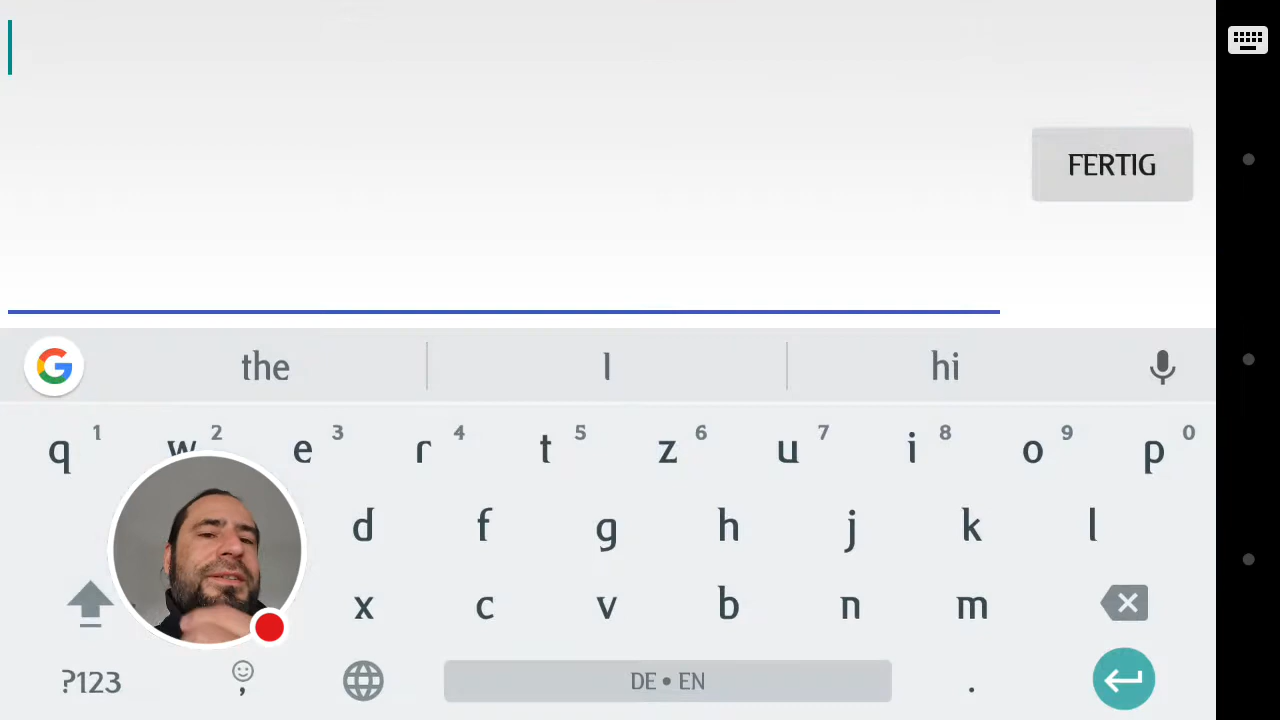 FERTIG
G the I hi
q 1 w 2 e 3 r 4 t 5 z 6 u 7 i 8 o 9 p 0
d f g h j k l
x c v b n m
?123 , DE • EN .